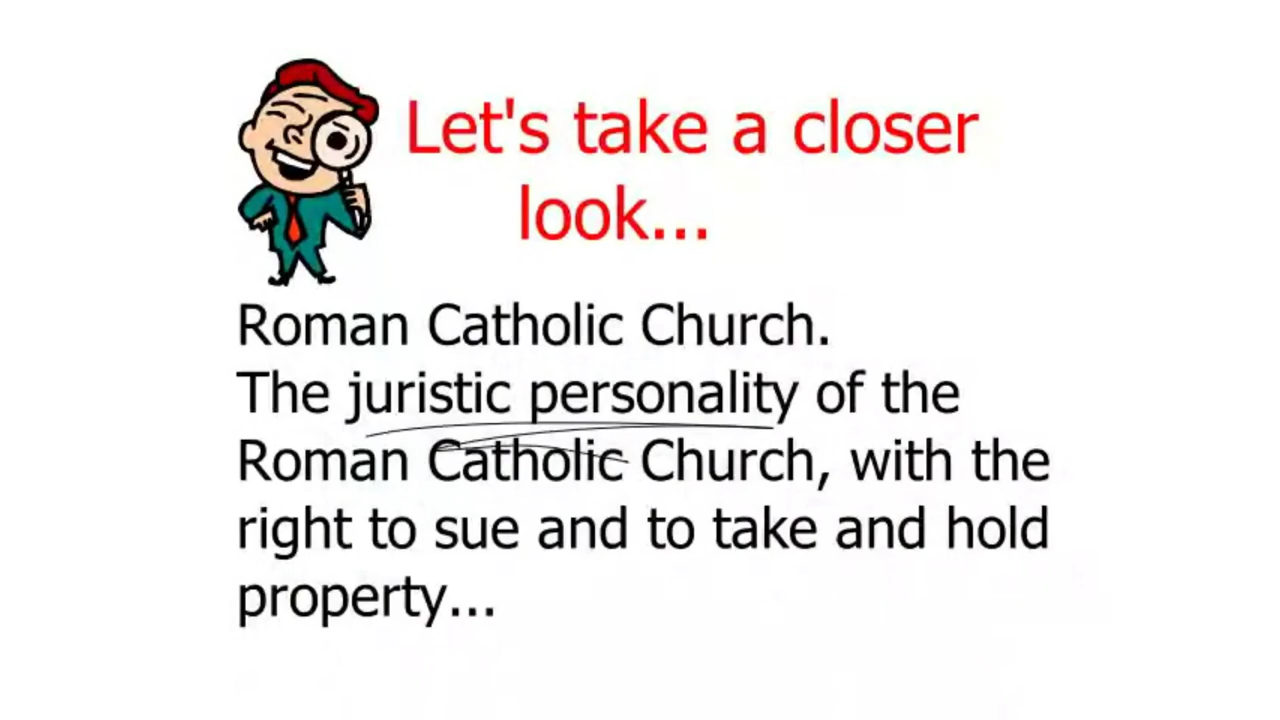 Let's take a closer
look...
Roman Catholic Church.
The juristic personality of the
Roman Catholic Church, with the
right to sue and to take and hold
property...